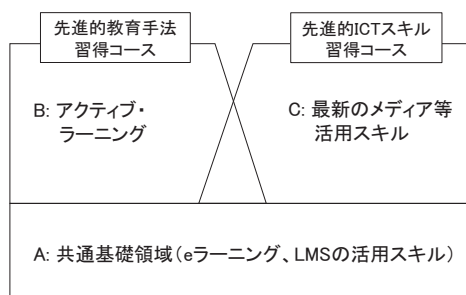 先進的教育手法
習得コース
先進的ICTスキル
習得コース
B: アクティブ・
ラーニング
C: 最新のメディア等
活用スキル
A: 共通基礎領域（eラーニング、LMSの活用スキル）